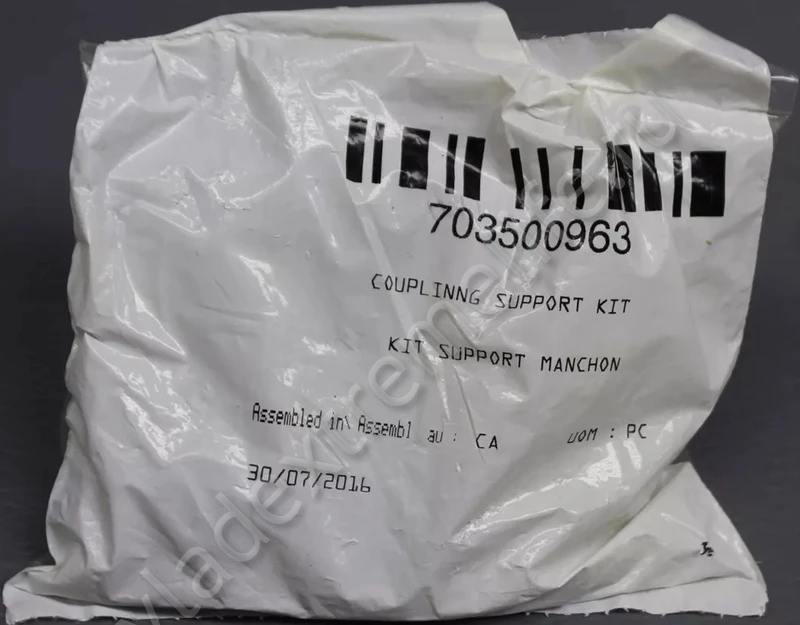 703500963
COUPLINNG SUPPORT KIT
KIT SUPPORT MANCHON
Assembled in\ Assembl au : CA UOM : PC
30/07/2016